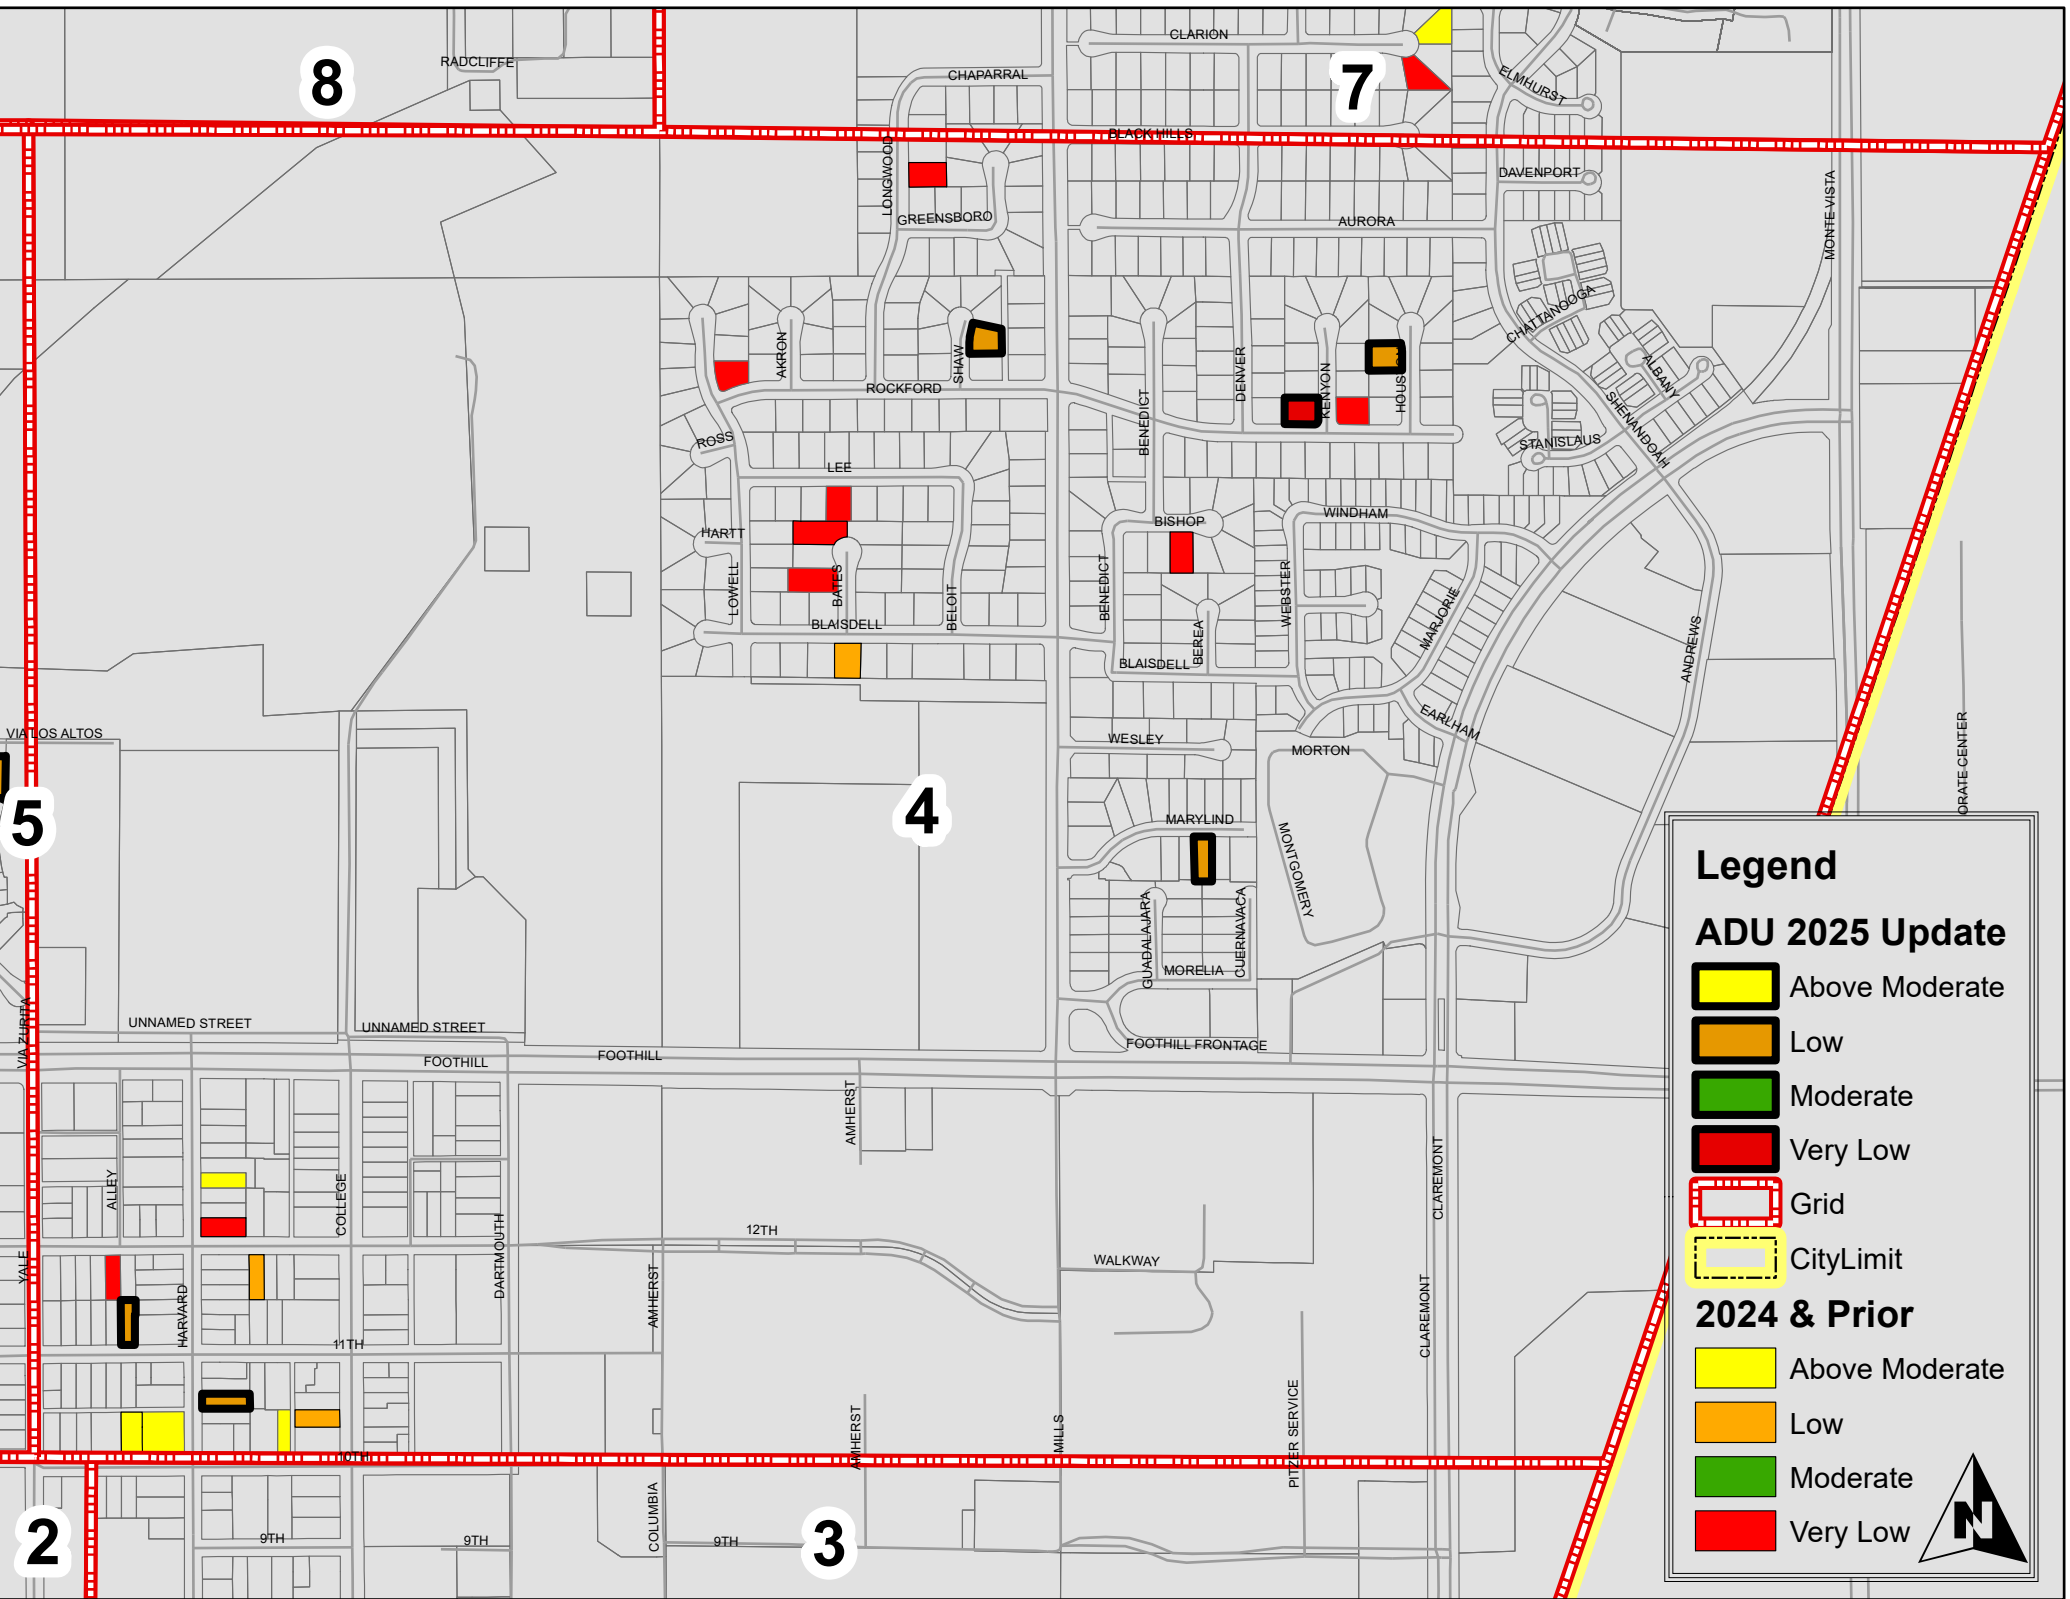 CLARION
8
RADCLIFFE
CHAPARRAL
7
ELMHURST
BLACK HILLS
LONGWOOD
DAVENPORT
MONTE VISTA
GREENSBORO
AURORA
CHATTANOOGA
AKRON
SHAW
DENVER
KENYON
ALBANY
ROCKFORD
BENEDICT
SHENANDOAH
ROSS
STANISLAUS
LEE
WINDHAM
BISHOP
HARTT
LOWELL
BATES
BELOIT
BENEDICT
WEBSTER
MARJORIE
BLAISDELL
BEREA
ANDREWS
BLAISDELL
EARLHAM
VIA LOS ALTOS
WESLEY
MORTON
ORATE CENTER
5
4
MARYLIND
MONTGOMERY
GUADALAJARA
CUERNAVACA
MORELIA
VIA ZURITA
UNNAMED STREET
UNNAMED STREET
FOOTHILL
FOOTHILL
FOOTHILL FRONTAGE
AMHERST
CLAREMONT
ALLEY
COLLEGE
DARTMOUTH
12TH
WALKWAY
YALE
HARVARD
AMHERST
CLAREMONT
11TH
AMHERST
MILLS
PITZER SERVICE
10TH
2
COLUMBIA
9TH
9TH
9TH
3
Legend
ADU 2025 Update
Above Moderate
Low
Moderate
Very Low
Grid
CityLimit
2024 & Prior
Above Moderate
Low
Moderate
Very Low
N